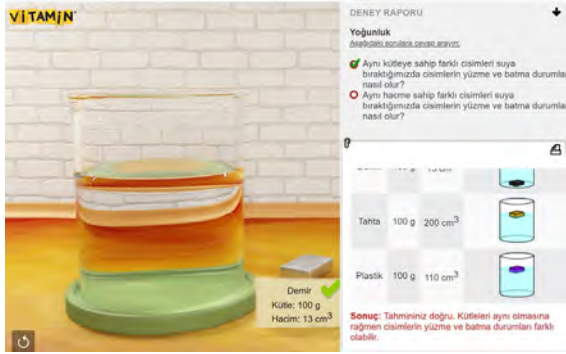 VİTAMİN
DENEY RAPORU
Yoğunluk
Aşağıdaki sorulara cevap arayın:
Aynı kütleye sahip farklı cisimleri suya
bıraktığımızda cisimlerin yüzme ve batma durumları
nasıl olur?
Aynı hacme sahip farklı cisimleri suya
bıraktığımızda cisimlerin yüzme ve batma durumla
nasıl olur?
Tahta 100 g 200 cm³
Plastik 100 g 110 cm³
Demir
Kütle: 100 g
Hacim: 13 cm³
Sonuç: Tahmininiz doğru. Kütleleri aynı olmasına
rağmen cisimlerin yüzme ve batma durumları farklı
olabilir.